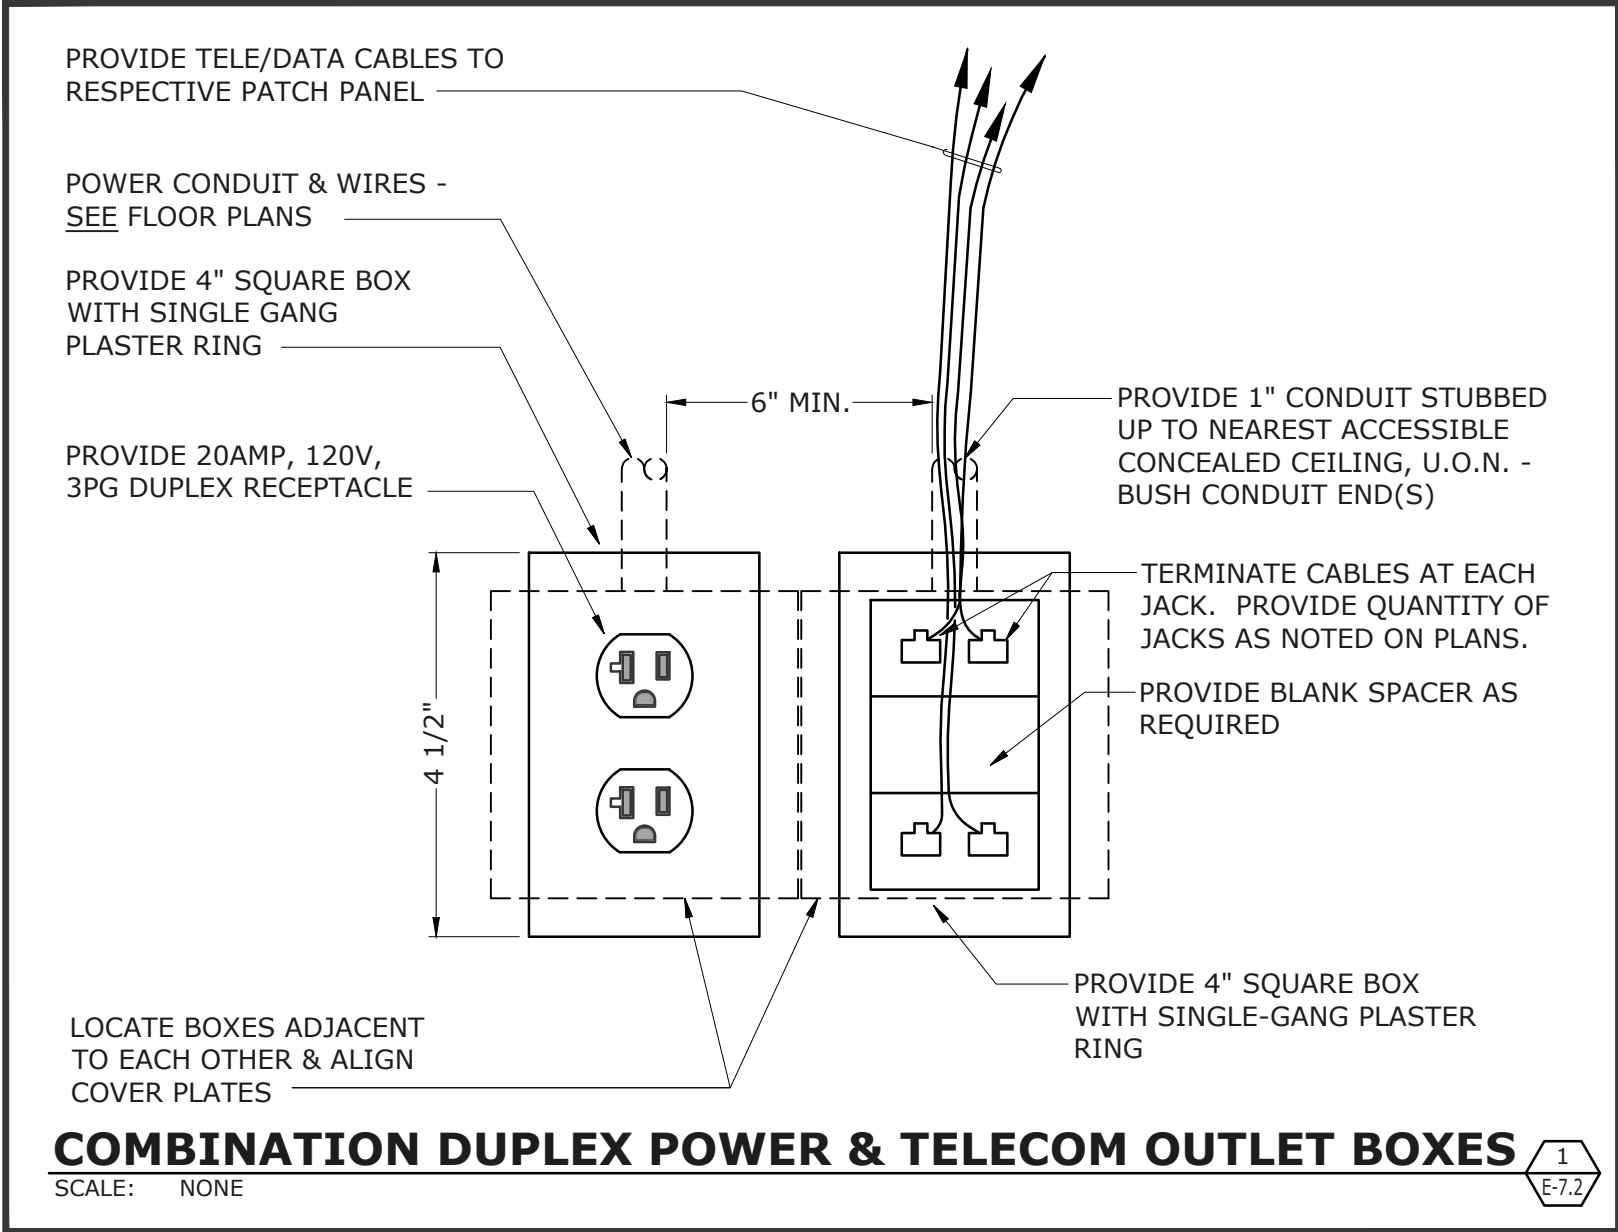 PROVIDE TELE/DATA CABLES TO
RESPECTIVE PATCH PANEL
POWER CONDUIT & WIRES -
SEE FLOOR PLANS
PROVIDE 4" SQUARE BOX
WITH SINGLE GANG
PLASTER RING
PROVIDE 20AMP, 120V,
3PG DUPLEX RECEPTACLE
6" MIN.
4 1/2"
PROVIDE 1" CONDUIT STUBBED
UP TO NEAREST ACCESSIBLE
CONCEALED CEILING, U.O.N. -
BUSH CONDUIT END(S)
TERMINATE CABLES AT EACH
JACK. PROVIDE QUANTITY OF
JACKS AS NOTED ON PLANS.
PROVIDE BLANK SPACER AS
REQUIRED
PROVIDE 4" SQUARE BOX
WITH SINGLE-GANG PLASTER
RING
LOCATE BOXES ADJACENT
TO EACH OTHER & ALIGN
COVER PLATES
COMBINATION DUPLEX POWER & TELECOM OUTLET BOXES
SCALE: NONE
1
E-7.2